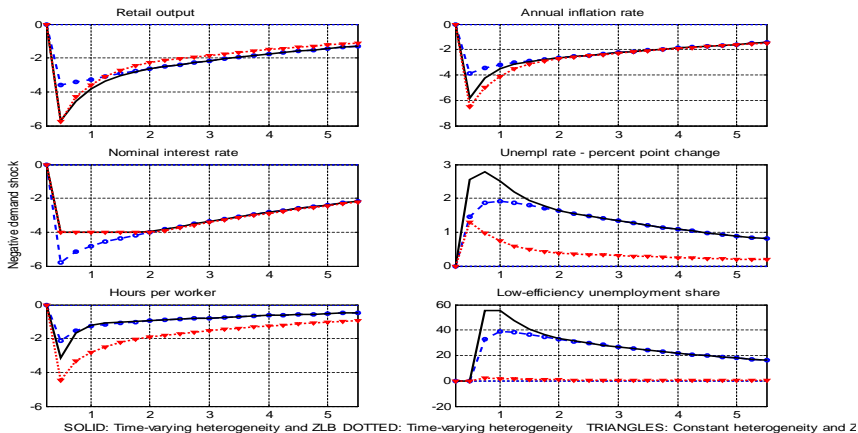 Retail output
0
-2
-4
-6
1 2 3 4 5
Annual inflation rate
0
-2
-4
-6
-8
1 2 3 4 5
Negative demand shock
Nominal interest rate
0
-2
-4
-6
1 2 3 4 5
Unempl rate - percent point change
3
2
1
0
1 2 3 4 5
Hours per worker
0
-2
-4
-6
1 2 3 4 5
Low-efficiency unemployment share
60
40
20
0
-20
1 2 3 4 5
SOLID: Time-varying heterogeneity and ZLB DOTTED: Time-varying heterogeneity TRIANGLES: Constant heterogeneity and Z